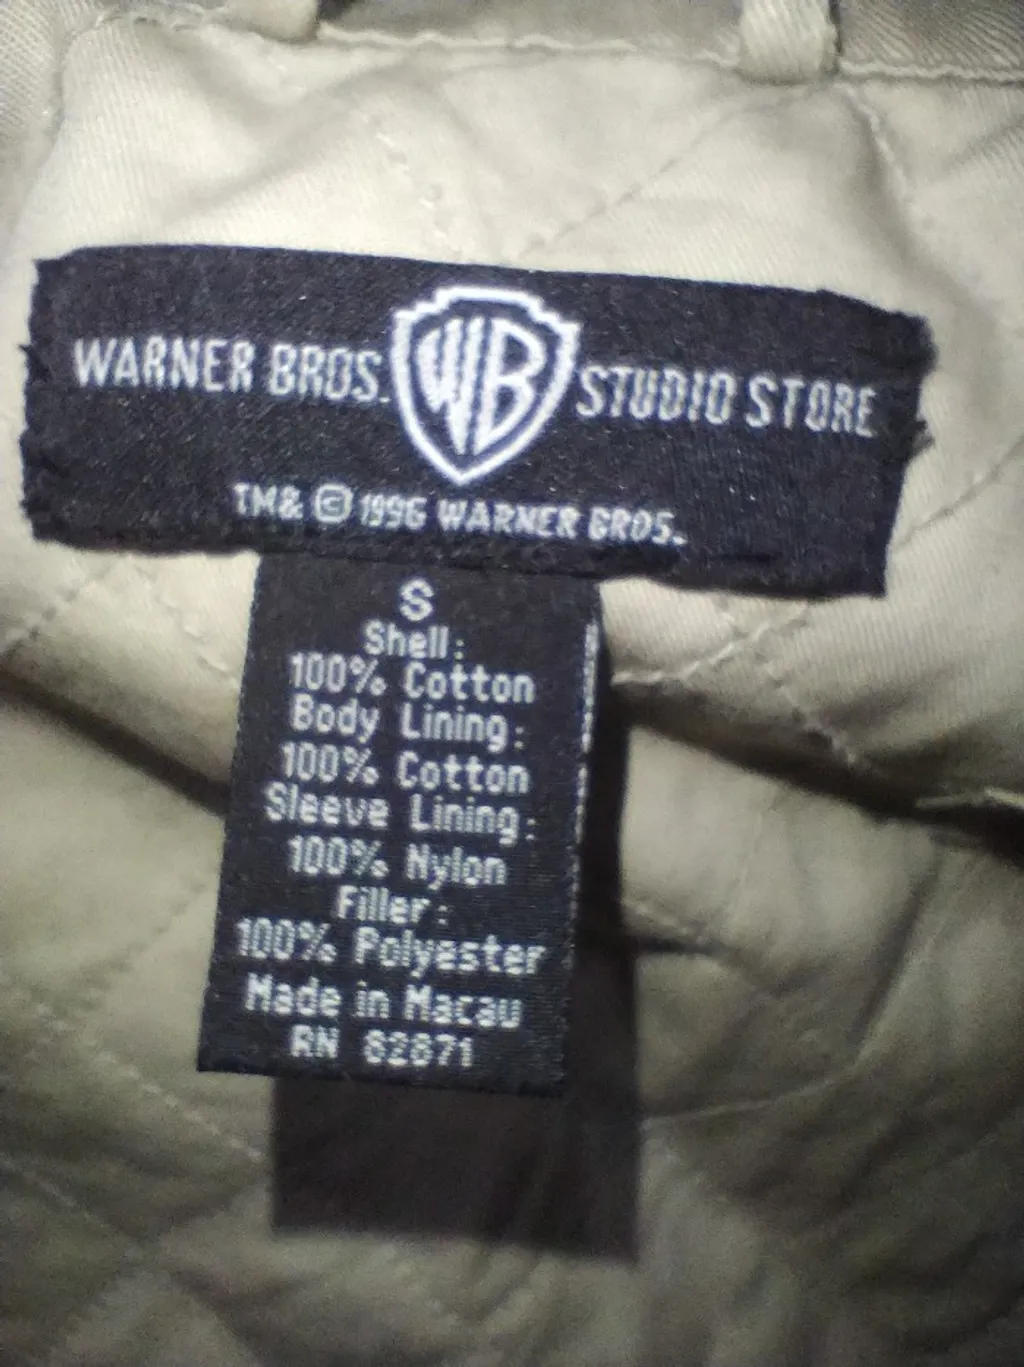 WARNER BROS. WB STUDIO STORE
TM& © 1996 WARNER BROS.
S
Shell:
100% Cotton
Body Lining:
100% Cotton
Sleeve Lining:
100% Nylon
Filler:
100% Polyester
Made in Macau
RN 82871